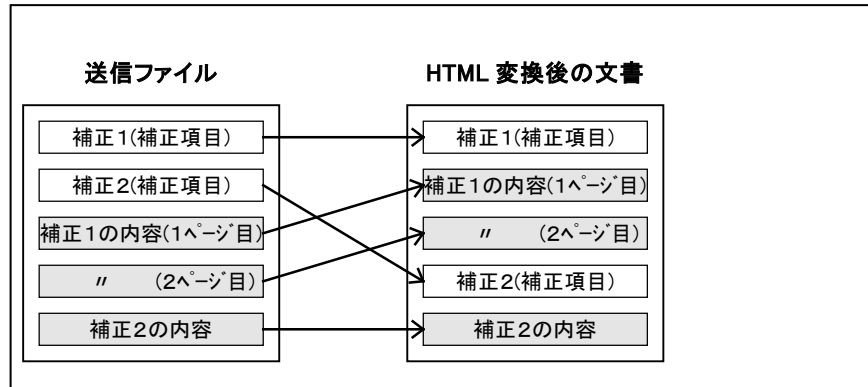 送信ファイル
補正1(補正項目)
補正2(補正項目)
補正1の内容(1ﾍﾟｰｼﾞ目)
〃 (2ﾍﾟｰｼﾞ目)
補正2の内容
HTML 変換後の文書
補正1(補正項目)
補正1の内容(1ﾍﾟｰｼﾞ目)
〃 (2ﾍﾟｰｼﾞ目)
補正2(補正項目)
補正2の内容